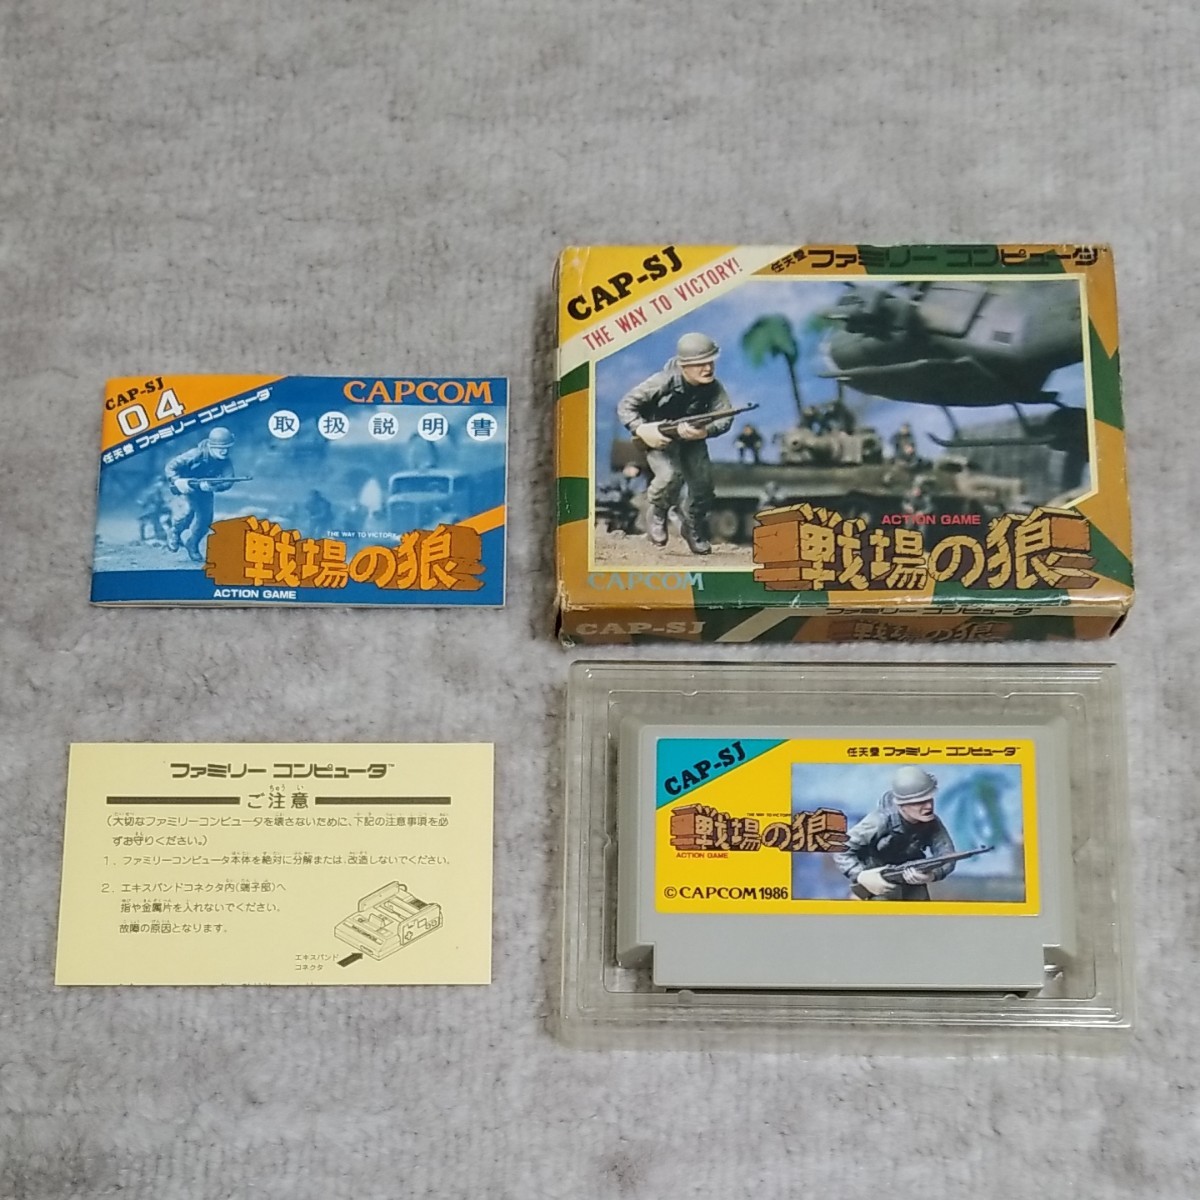 CAP-SJ
04
任天堂 ファミリー コンピュータ™
CAPCOM
取扱説明書
THE WAY TO VICTORY
戦場の狼
ACTION GAME
CAP-SJ
THE WAY TO VICTORY!
任天堂 ファミリー コンピュータ™
ACTION GAME
戦場の狼
CAPCOM
CAP-SJ
ファミリー コンピュータ
戦場の狼
ファミリー コンピュータ™
ご注意
(大切なファミリーコンピュータを壊さないために、下記の注意事項を必
ずお守りください。)
1. ファミリーコンピュータ本体を絶対に分解または、改造しないでください。
2. エキスパンドコネクタ内(端子部)へ
指や金属片を入れないでください。
故障の原因となります。
エキスパンド
コネクタ
CAP-SJ
任天堂 ファミリー コンピュータ™
THE WAY TO VICTORY
戦場の狼
ACTION GAME
©CAPCOM 1986